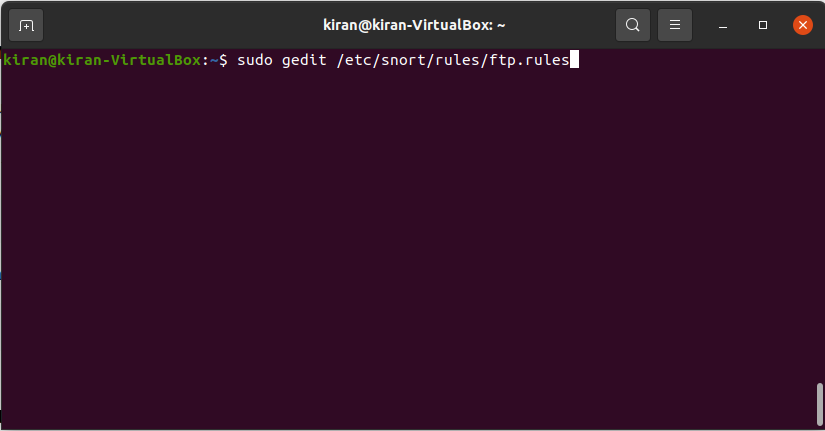 kiran@kiran-VirtualBox: ~
kiran@kiran-VirtualBox:~$ sudo gedit /etc/snort/rules/ftp.rules